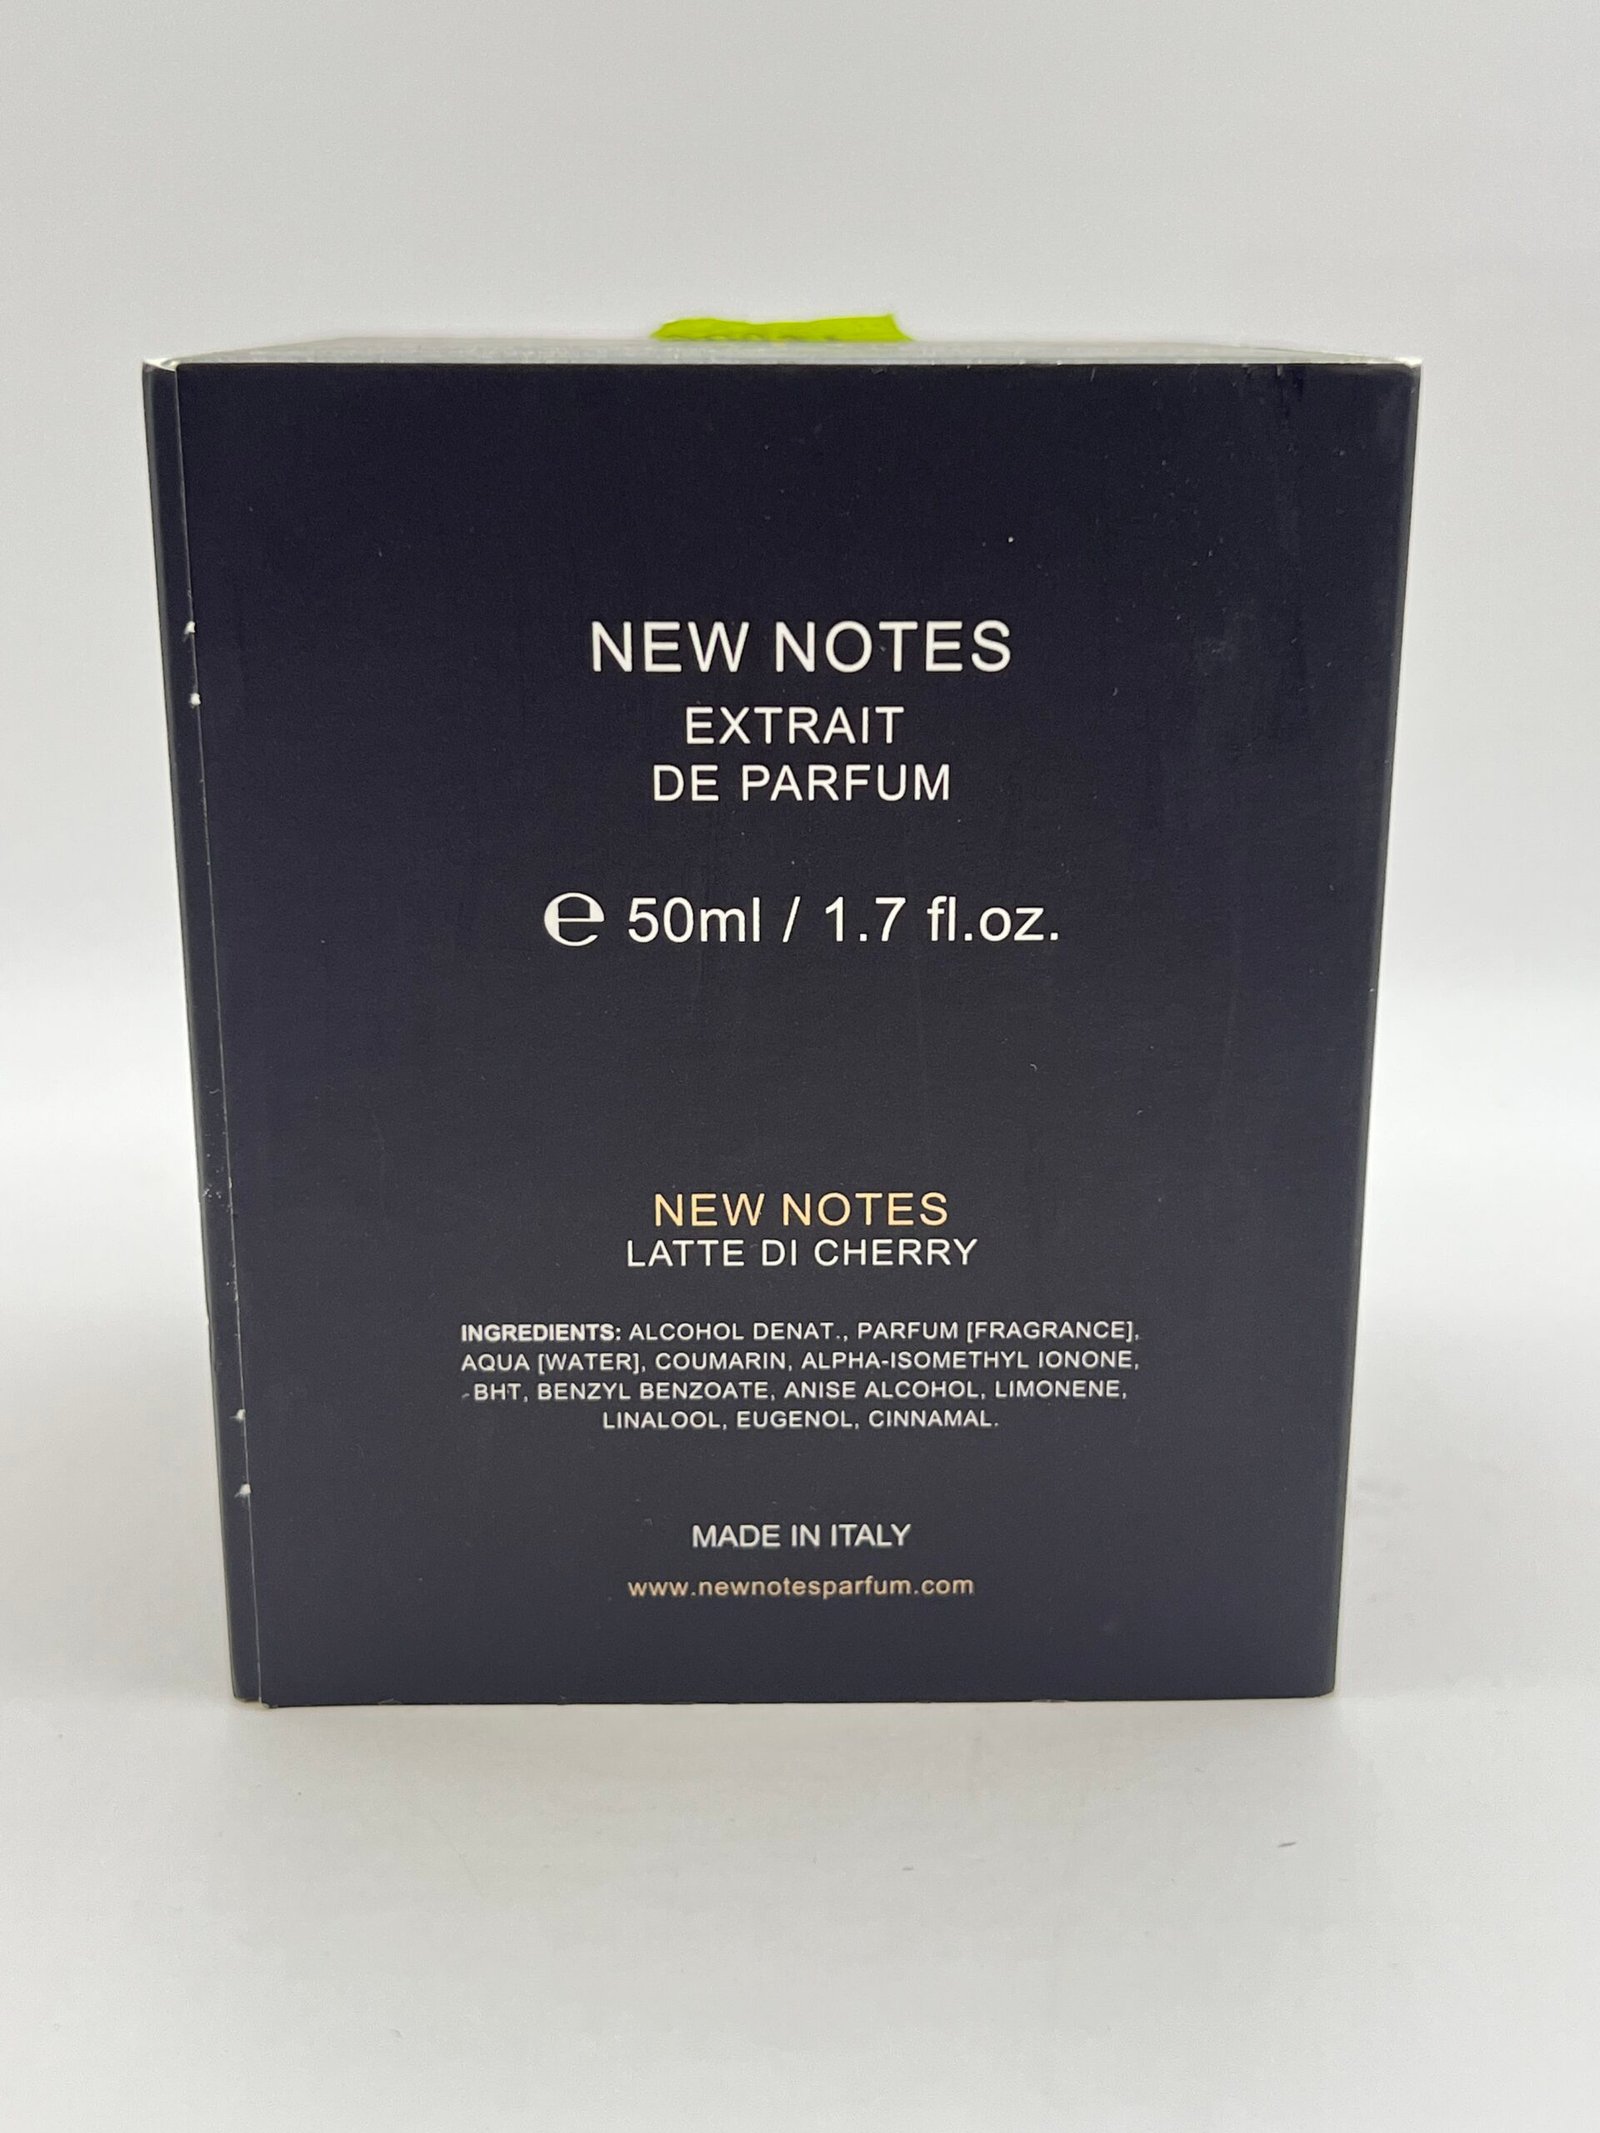 NEW NOTES
EXTRAIT
DE PARFUM
℮ 50ml / 1.7 fl.oz.
NEW NOTES
LATTE DI CHERRY
INGREDIENTS: ALCOHOL DENAT., PARFUM [FRAGRANCE],
AQUA [WATER], COUMARIN, ALPHA-ISOMETHYL IONONE,
BHT, BENZYL BENZOATE, ANISE ALCOHOL, LIMONENE,
LINALOOL, EUGENOL, CINNAMAL.
MADE IN ITALY
www.newnotesparfum.com